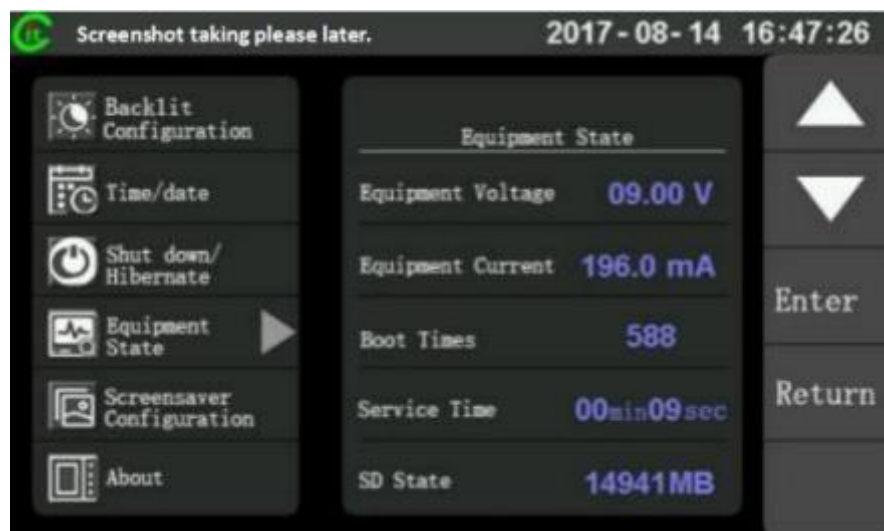 Screenshot taking please later.
2017-08-14 16:47:26
Backlit
Configuration
Time/date
Shut down/
Hibernate
Equipment
State
Screensaver
Configuration
About
Equipment State
Equipment Voltage 09.00 V
Equipment Current 196.0 mA
Boot Times 588
Service Time 00min09sec
SD State 14941MB
Enter
Return